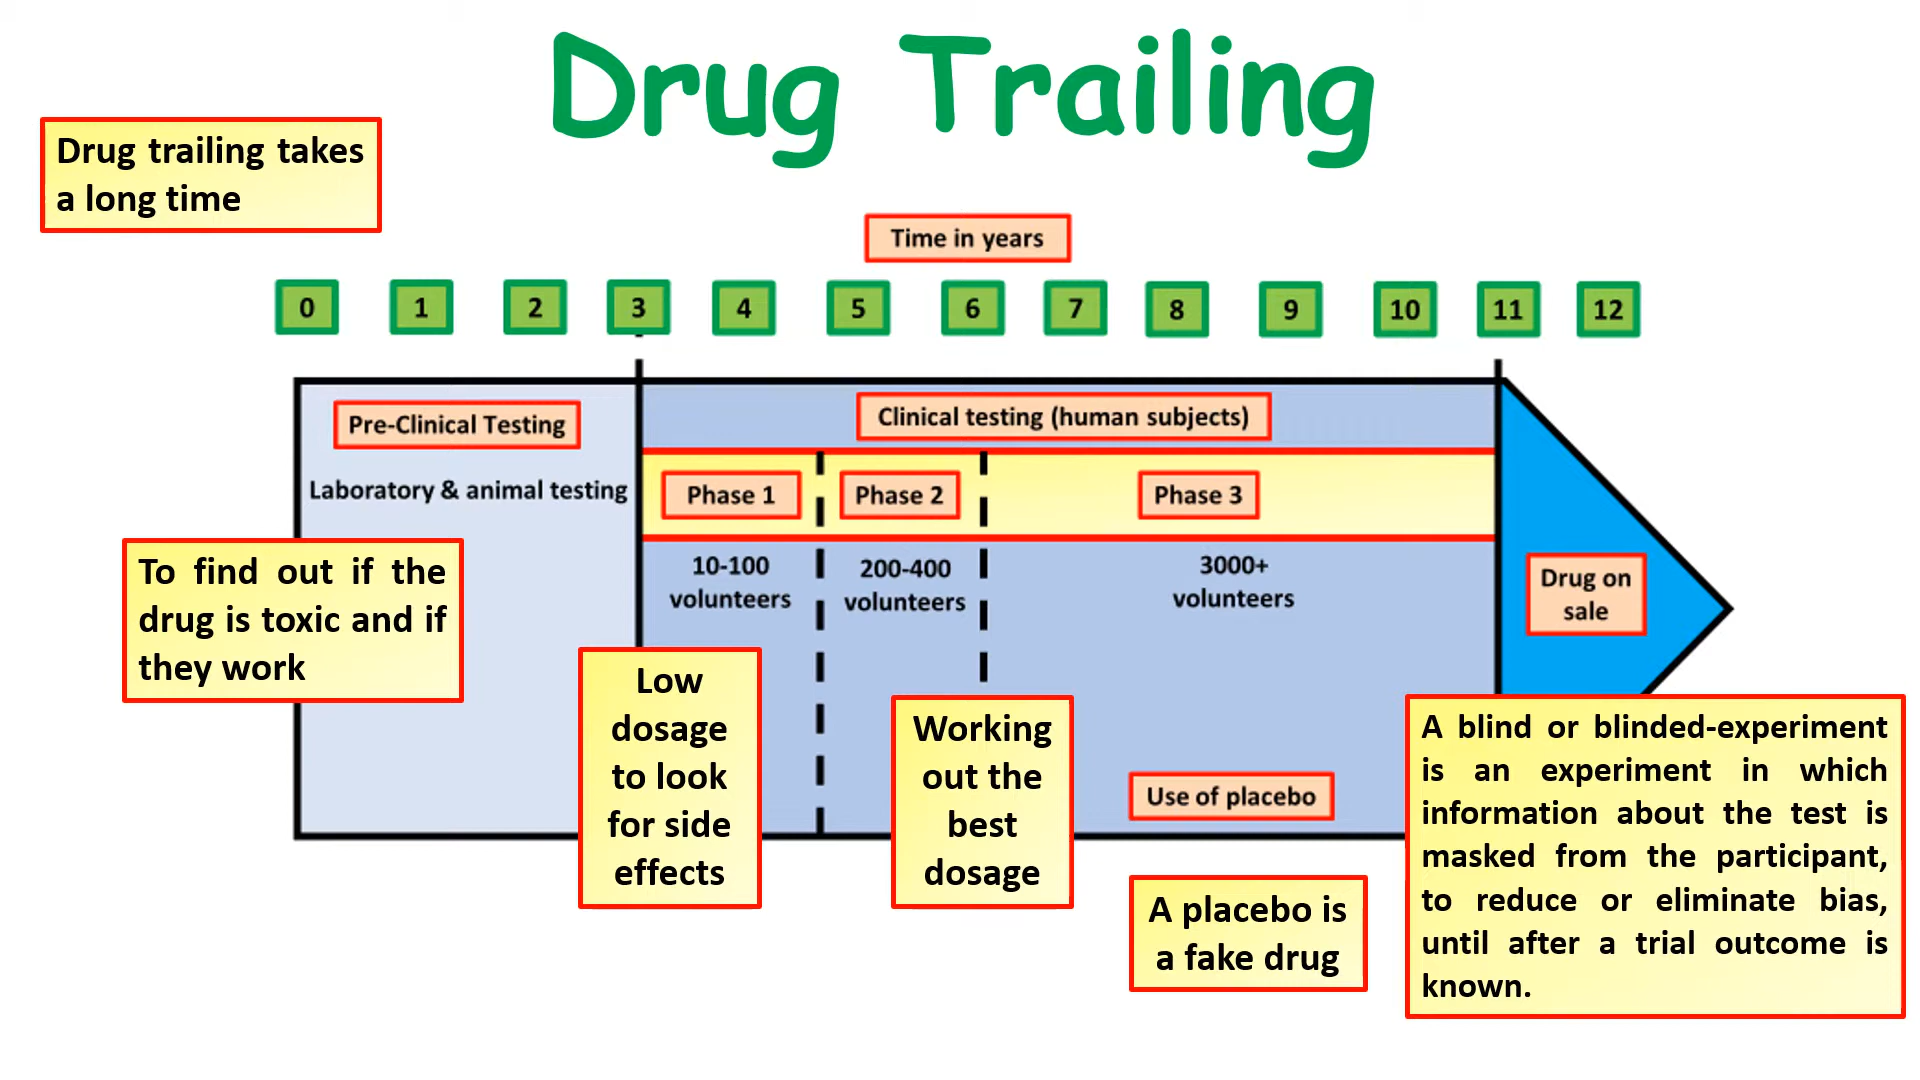 Drug Trailing
Drug trailing takes
a long time
Time in years
0 1 2 3 4 5 6 7 8 9 10 11 12
Pre-Clinical Testing
Laboratory & animal testing
To find out if the
drug is toxic and if
they work
Clinical testing (human subjects)
Phase 1
Phase 2
Phase 3
10-100
volunteers
200-400
volunteers
3000+
volunteers
Low
dosage
to look
for side
effects
Working
out the
best
dosage
Use of placebo
A placebo is
a fake drug
Drug on
sale
A blind or blinded-experiment
is an experiment in which
information about the test is
masked from the participant,
to reduce or eliminate bias,
until after a trial outcome is
known.